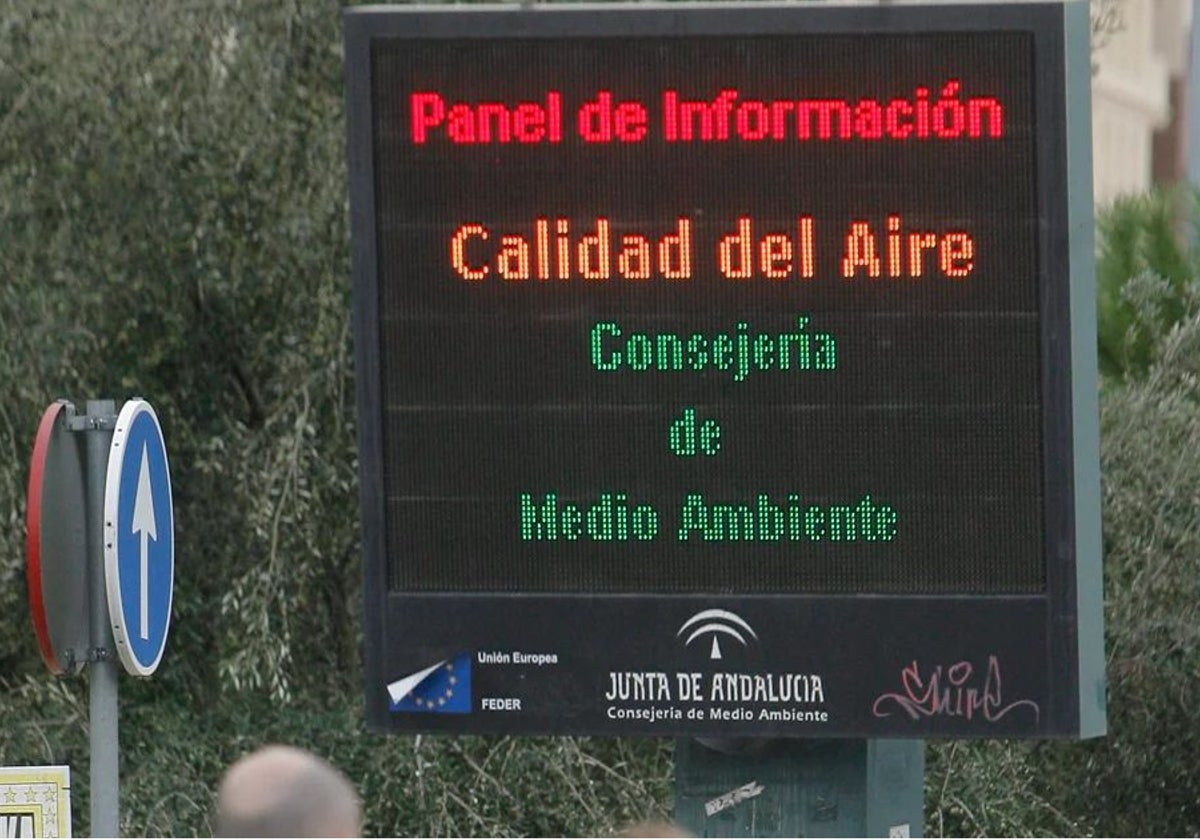 Panel de Información
Calidad del Aire
Consejería
de
Medio Ambiente
Unión Europea
FEDER
JUNTA DE ANDALUCIA
Consejeria de Medio Ambiente